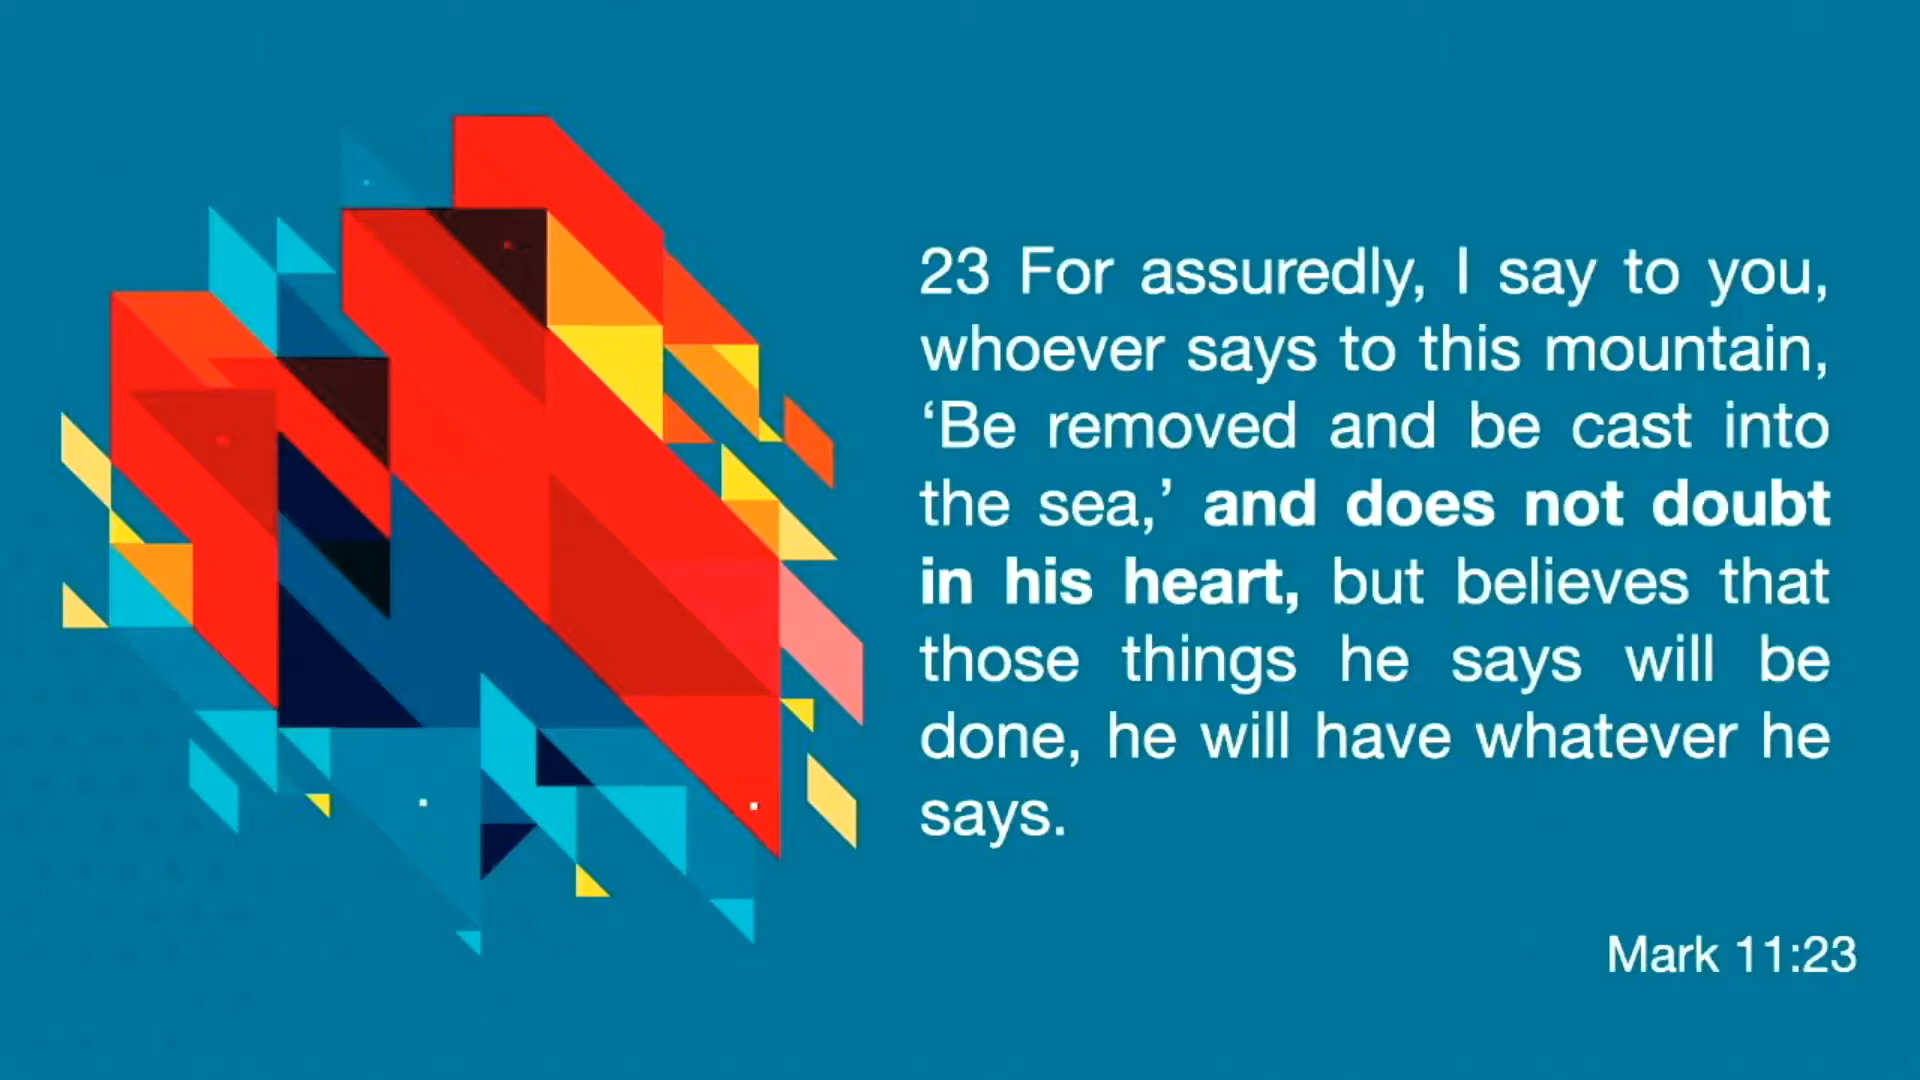 23 For assuredly, I say to you,
whoever says to this mountain,
‘Be removed and be cast into
the sea,’ and does not doubt
in his heart, but believes that
those things he says will be
done, he will have whatever he
says.
Mark 11:23